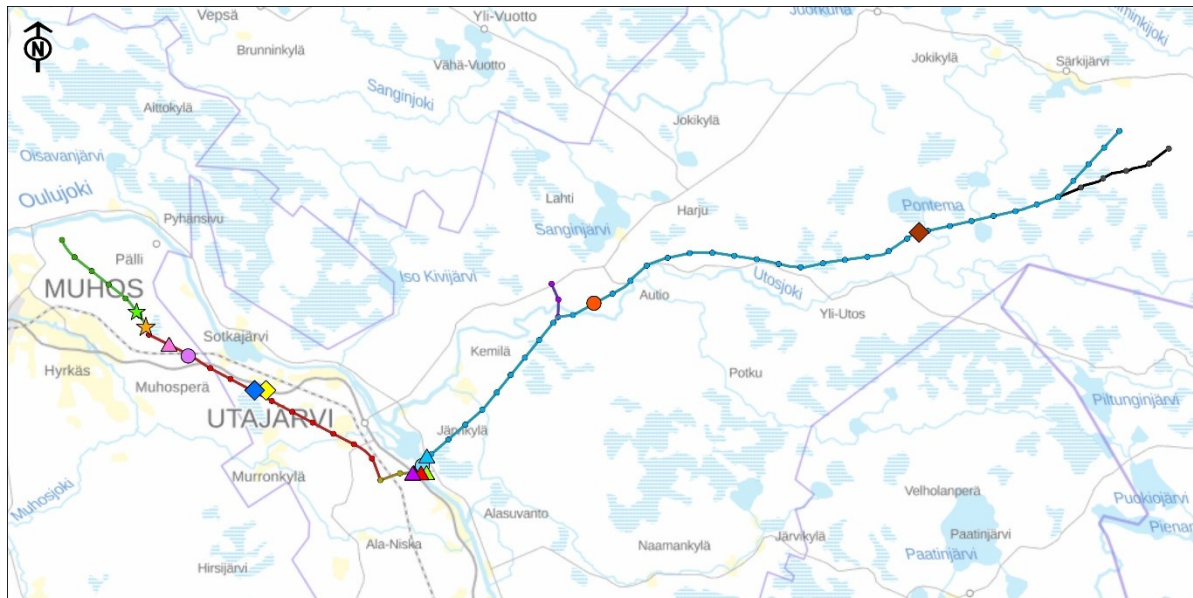 Vepsä
Yli-Vuotto
Juorkuna
N
Brunninkylä
Vähä-Vuotto
Jokikylä
Särkijärvi
Sanginjoki
Aittokylä
Jokikylä
Oisavanjärvi
Oulujoki
Lahti
Pontema
Pyhänsivu
Sanginjärvi
Harju
Pälli
Iso Kivijärvi
Utosjoki
MUHOS
Autio
Yli-Utos
Sotkajärvi
Kemilä
Hyrkäs
Muhosperä
Potku
Piltunginjärvi
UTAJÄRVI
Jäprikylä
Murronkylä
Muhosjoki
Velholanperä
Puokiojärvi
Alasuvanto
Paatinjärvi
Ala-Niska
Järvikylä
Naamankylä
Paatinjärvi
Hirsijärvi